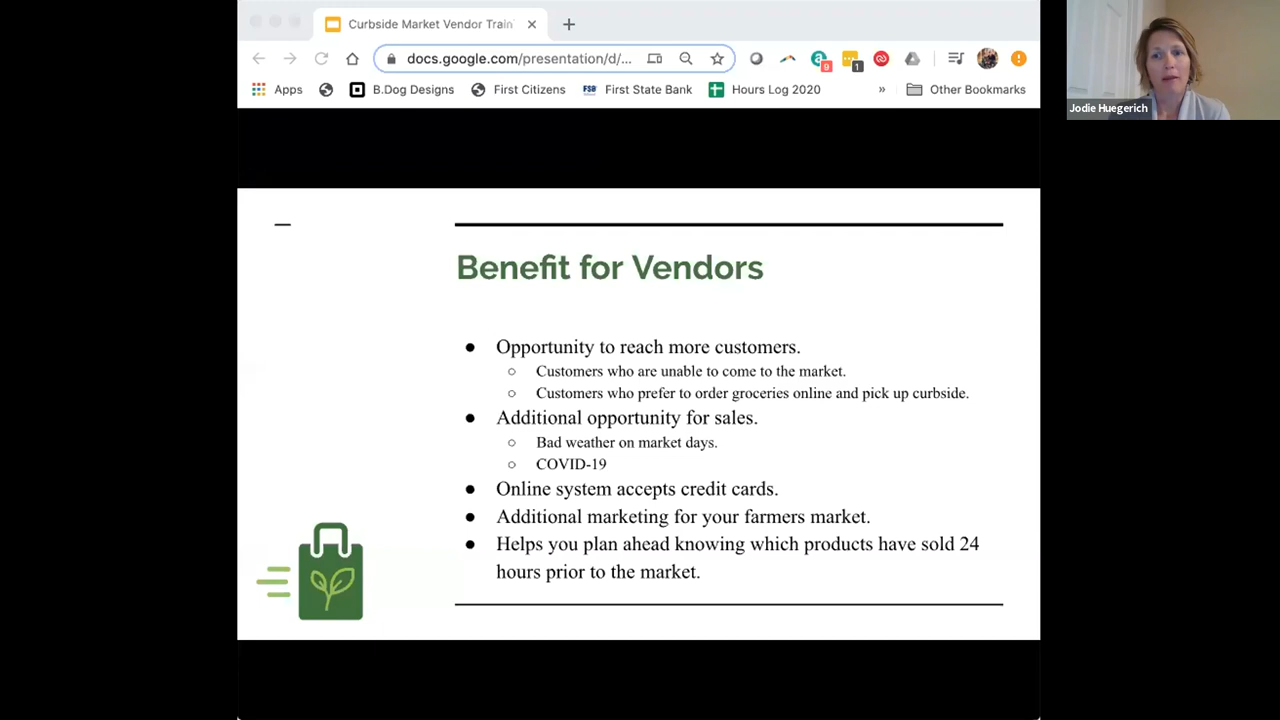 Curbside Market Vendor Train
docs.google.com/presentation/d/...
9
1
Apps
B.Dog Designs
First Citizens
FSB
First State Bank
Hours Log 2020
»
Other Bookmarks
Jodie Huegerich
Benefit for Vendors
● Opportunity to reach more customers.
○ Customers who are unable to come to the market.
○ Customers who prefer to order groceries online and pick up curbside.
● Additional opportunity for sales.
○ Bad weather on market days.
○ COVID-19
● Online system accepts credit cards.
● Additional marketing for your farmers market.
● Helps you plan ahead knowing which products have sold 24
hours prior to the market.